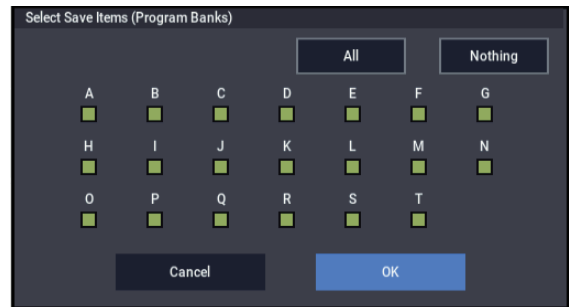 Select Save Items (Program Banks)
All Nothing
A B C D E F G
H I J K L M N
O P Q R S T
Cancel OK